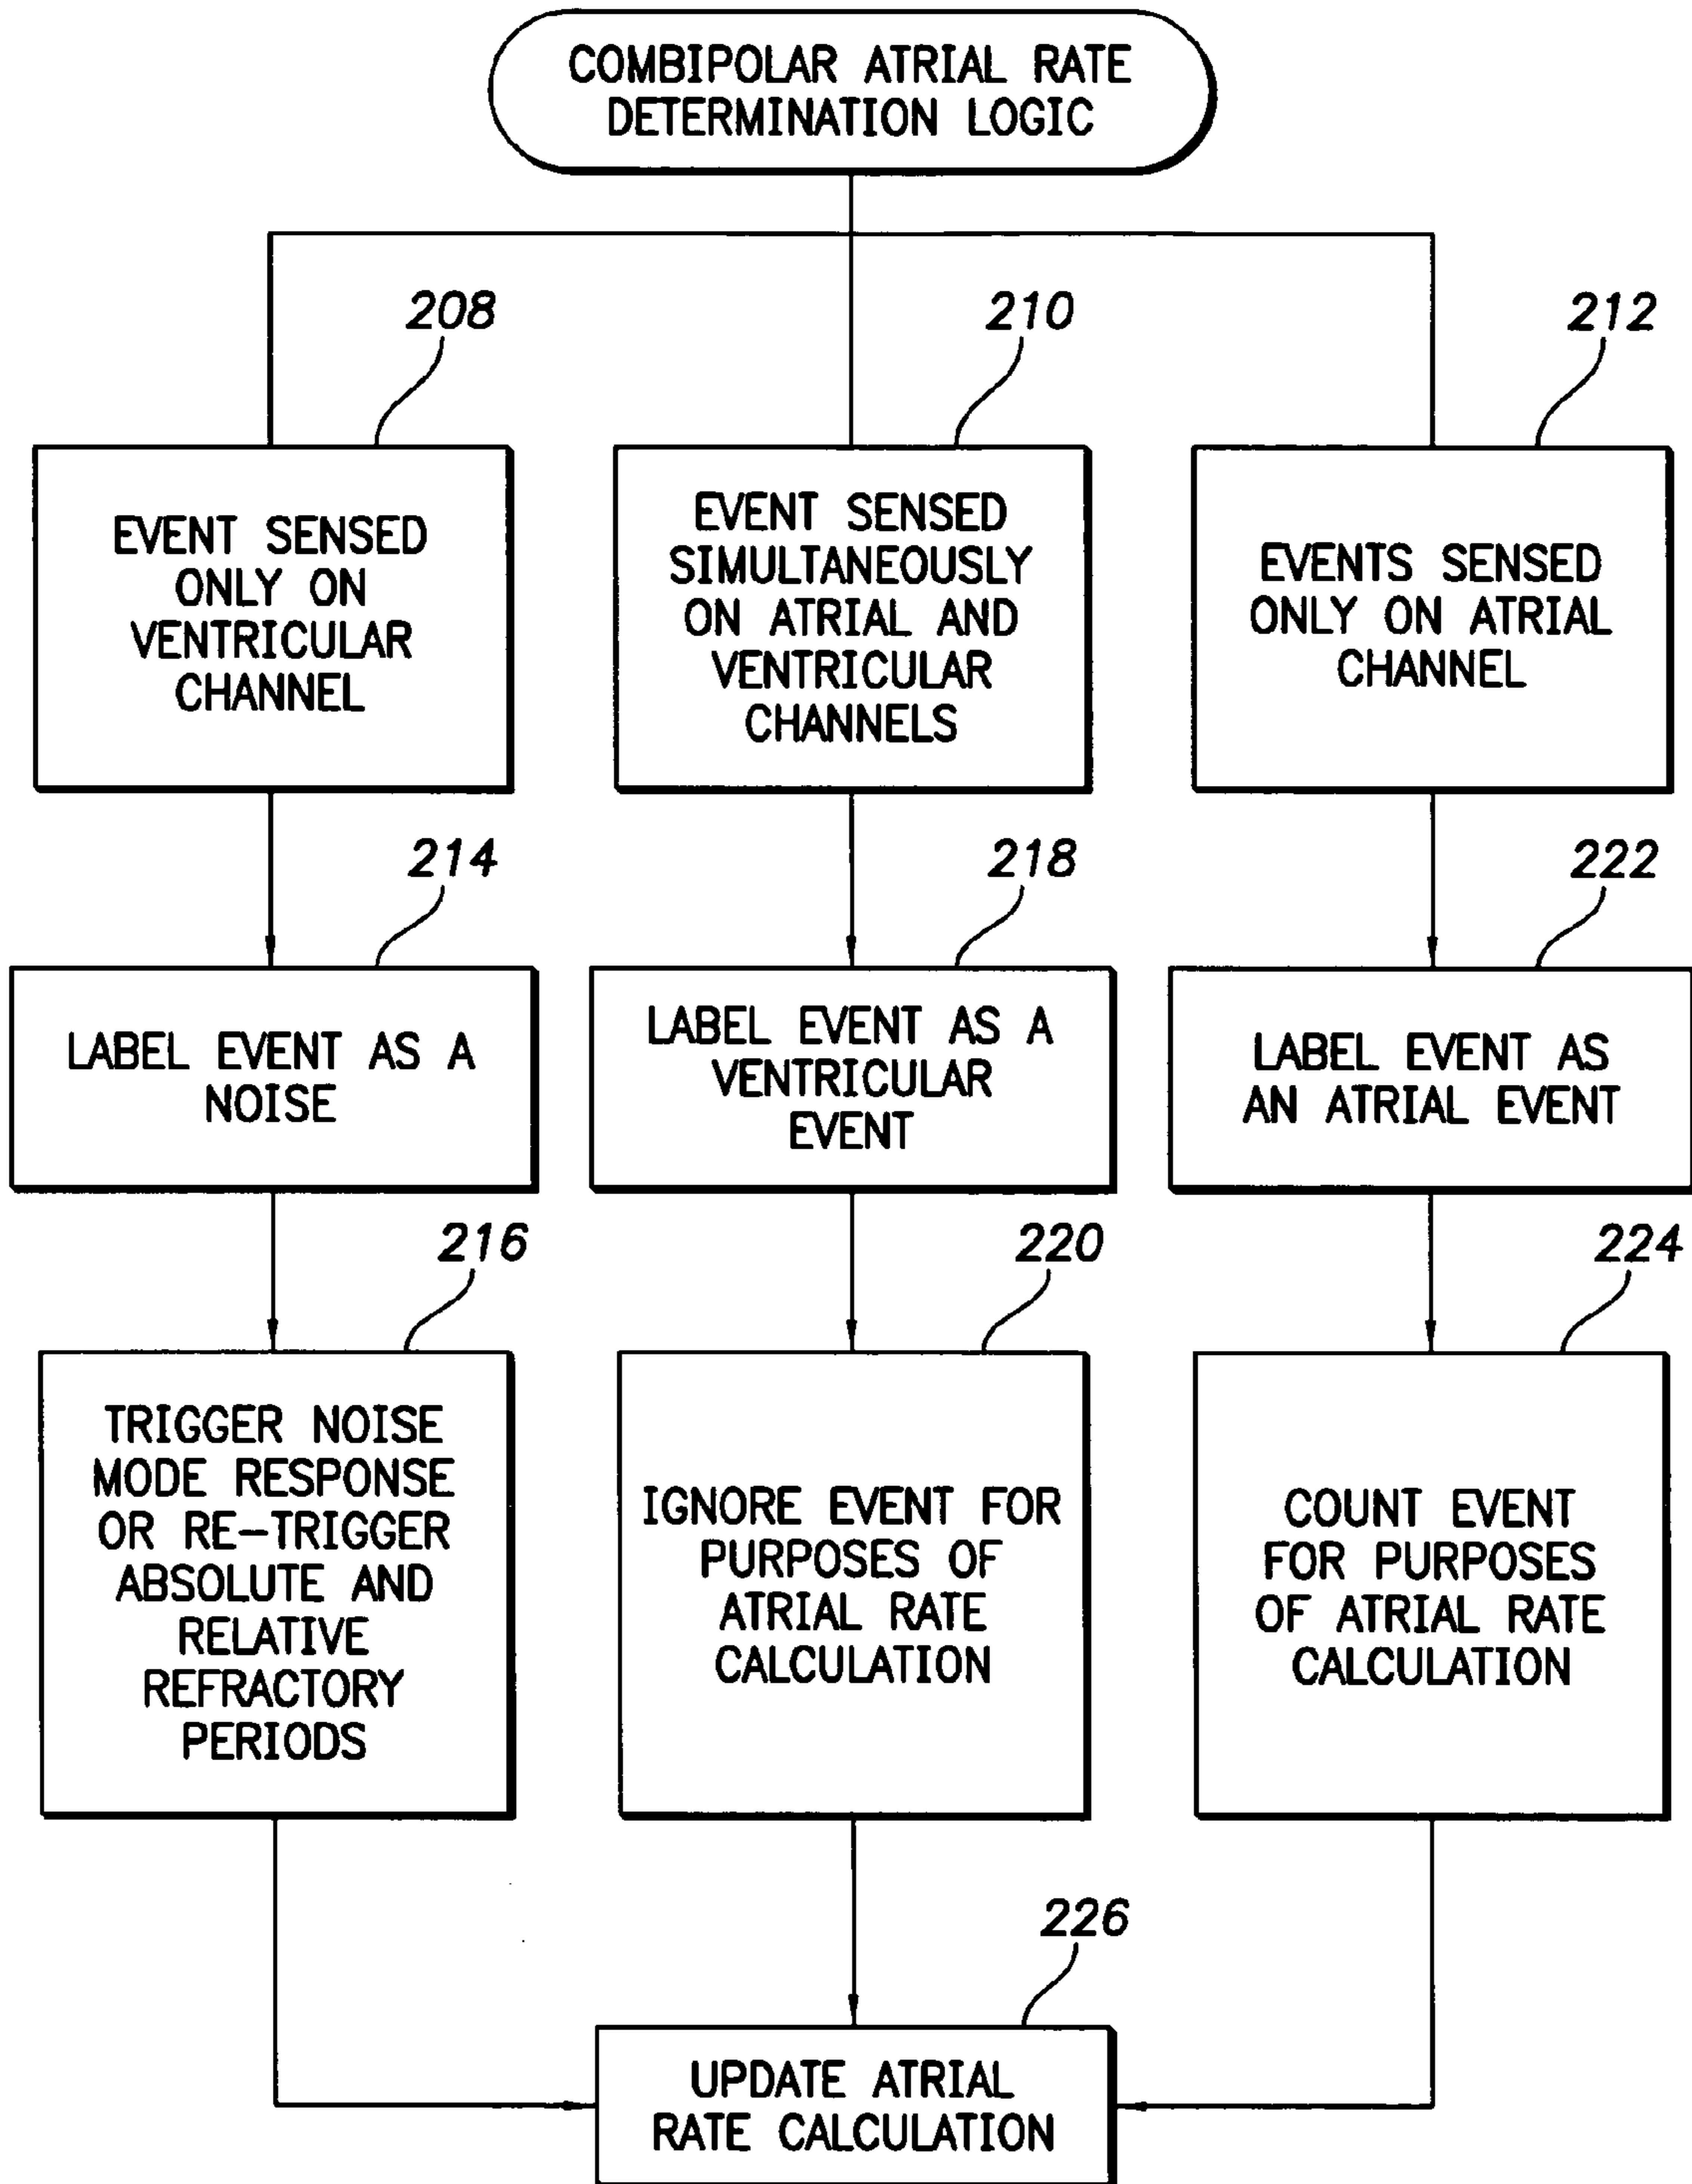 COMBIPOLAR ATRIAL RATE
DETERMINATION LOGIC
208
210
212
EVENT SENSED
ONLY ON
VENTRICULAR
CHANNEL
EVENT SENSED
SIMULTANEOUSLY
ON ATRIAL AND
VENTRICULAR
CHANNELS
EVENTS SENSED
ONLY ON ATRIAL
CHANNEL
214
218
222
LABEL EVENT AS A
NOISE
LABEL EVENT AS A
VENTRICULAR
EVENT
LABEL EVENT AS
AN ATRIAL EVENT
216
220
224
TRIGGER NOISE
MODE RESPONSE
OR RE-TRIGGER
ABSOLUTE AND
RELATIVE
REFRACTORY
PERIODS
IGNORE EVENT FOR
PURPOSES OF
ATRIAL RATE
CALCULATION
COUNT EVENT
FOR PURPOSES
OF ATRIAL RATE
CALCULATION
226
UPDATE ATRIAL
RATE CALCULATION